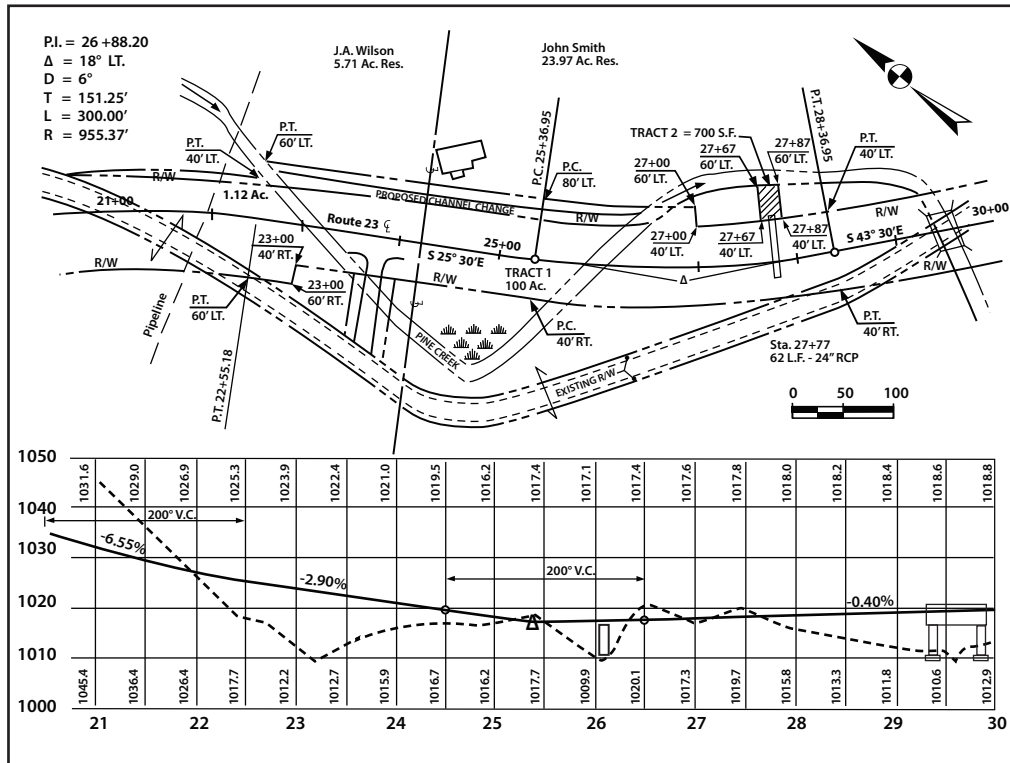 P.I. = 26 +88.20
Δ = 18° LT.
D = 6°
T = 151.25'
L = 300.00'
R = 955.37'
J.A. Wilson
5.71 Ac. Res.
John Smith
23.97 Ac. Res.
P.T.
60' LT.
P.T.
40' LT.
R/W
1.12 Ac.
21+00
PROPOSED CHANNEL CHANGE
Route 23 ℄
R/W
P.C. 25+36.95
P.C.
80' LT.
TRACT 2 = 700 S.F.
27+00
60' LT.
27+67
60' LT.
27+87
60' LT.
P.T. 28+36.95
P.T.
40' LT.
R/W
30+00
27+00
40' LT.
27+67
40' LT.
27+87
40' LT.
S 43° 30'E
R/W
23+00
40' RT.
25+00
S 25° 30'E
TRACT 1
100 Ac.
Δ
R/W
P.T.
60' LT.
23+00
60' RT.
Pipeline
P.T. 22+55.18
PINE CREEK
P.C.
40' RT.
P.T.
40' RT.
EXISTING R/W
Sta. 27+77
62 L.F. - 24" RCP
0 50 100
1050
1031.6 1029.0 1026.9 1025.3 1023.9 1022.4 1021.0 1019.5 1016.2 1017.4 1017.1 1017.4 1017.6 1017.8 1018.0 1018.2 1018.4 1018.6 1018.8
1040
200° V.C.
1030
-6.55%
-2.90%
200° V.C.
1020
-0.40%
1010
1045.4 1036.4 1026.4 1017.7 1012.2 1012.7 1015.9 1016.7 1016.2 1017.7 1009.9 1020.1 1017.3 1019.7 1015.8 1013.3 1011.8 1010.6 1012.9
1000
21 22 23 24 25 26 27 28 29 30